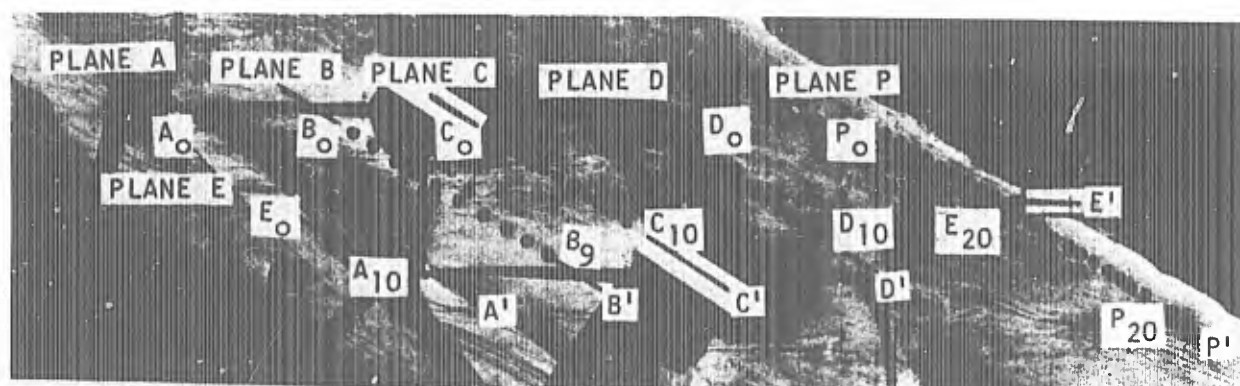 PLANE A
PLANE B
PLANE C
PLANE D
PLANE P
A₀
B₀
C₀
D₀
P₀
PLANE E
E₀
E'
A₁₀
B₉
C₁₀
D₁₀
E₂₀
A'
B'
C'
D'
P₂₀
P'